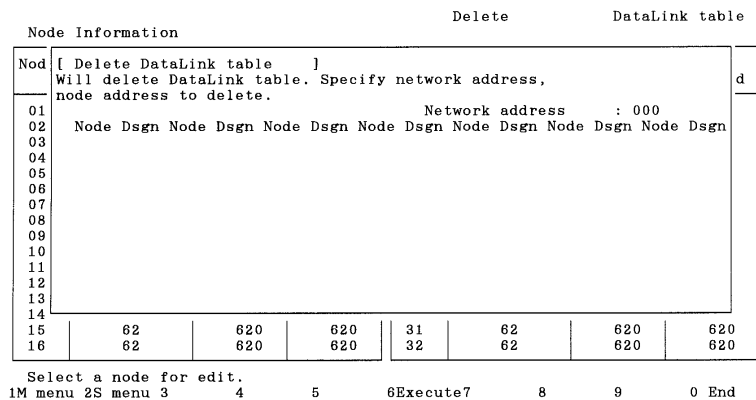 Delete DataLink table
Node Information
Nod [ Delete DataLink table ] d
Will delete DataLink table. Specify network address,
node address to delete.
01 Network address : 000
02 Node Dsgn Node Dsgn Node Dsgn Node Dsgn Node Dsgn Node Dsgn Node Dsgn
03
04
05
06
07
08
09
10
11
12
13
14
15 62 620 620 31 62 620 620
16 62 620 620 32 62 620 620
Select a node for edit.
1M menu 2S menu 3 4 5 6Execute7 8 9 0 End